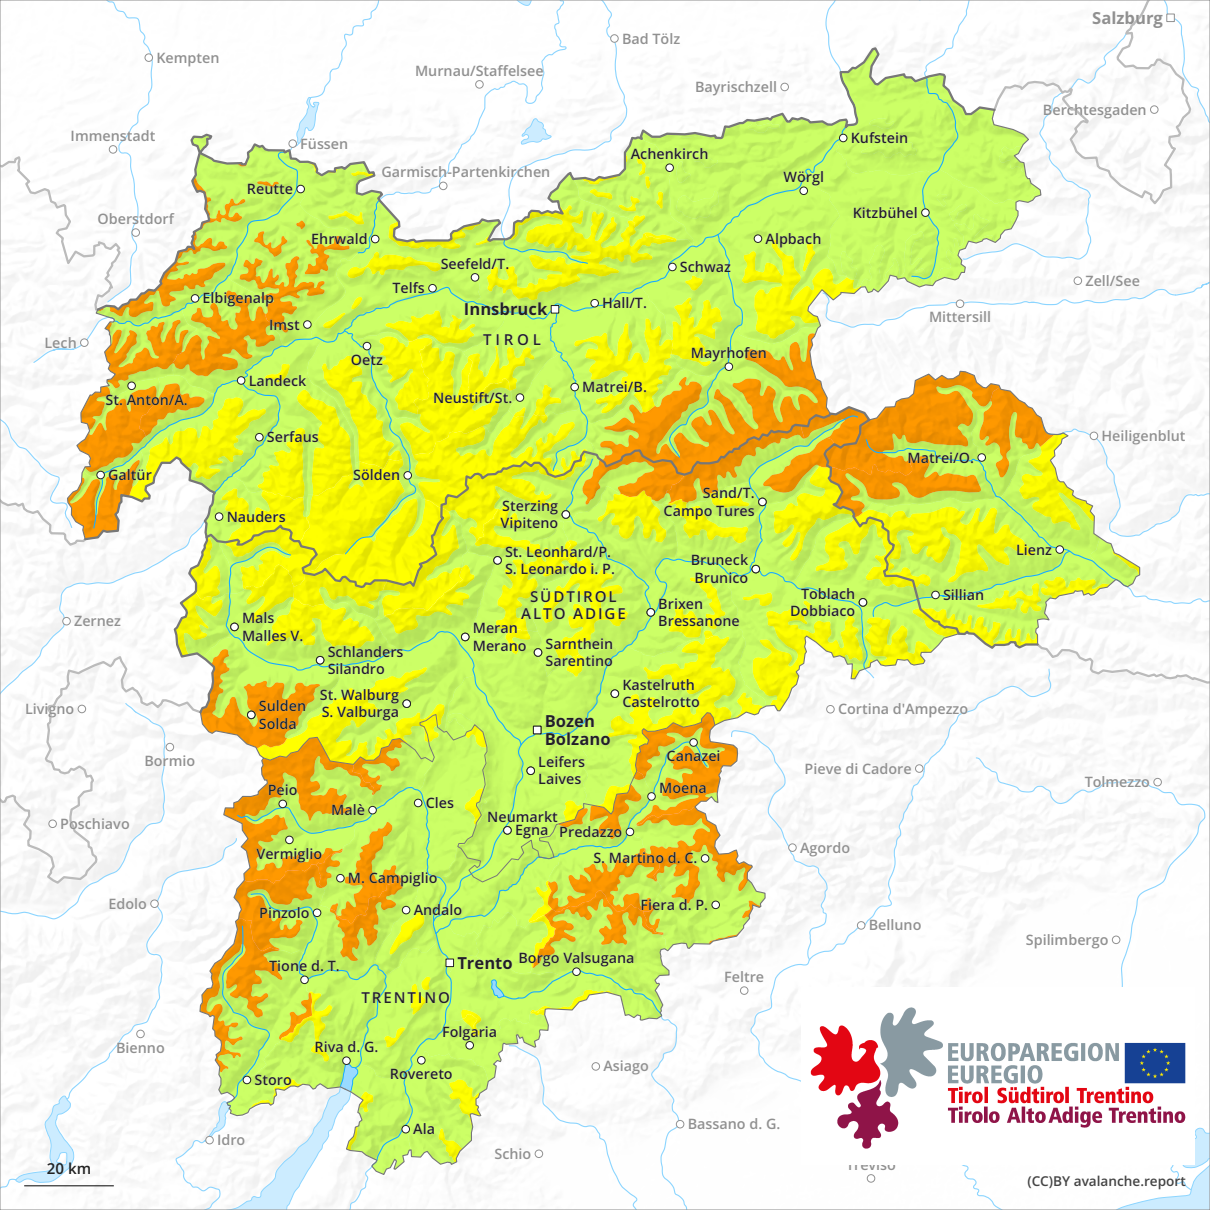 Salzburg
Bad Tölz
Kempten
Murnau/Staffelsee
Bayrischzell
Berchtesgaden
Immenstadt
Füssen
Kufstein
Achenkirch
Garmisch-Partenkirchen
Wörgl
Reutte
Oberstdorf
Kitzbühel
Ehrwald
Alpbach
Seefeld/T.
Schwaz
Zell/See
Telfs
Elbigenalp
Hall/T.
Innsbruck
Mittersill
Imst
Lech
TIROL
Oetz
Mayrhofen
Landeck
Matrei/B.
St. Anton/A.
Neustift/St.
Serfaus
Heiligenblut
Matrei/O.
Galtür
Sölden
Sand/T.
Campo Tures
Sterzing
Vipiteno
Nauders
St. Leonhard/P.
S. Leonardo i. P.
Lienz
Bruneck
Brunico
SÜDTIROL
ALTO ADIGE
Toblach
Dobbiaco
Sillian
Brixen
Bressanone
Zernez
Mals
Malles V.
Meran
Merano
Sarnthein
Sarentino
Schlanders
Silandro
Kastelruth
Castelrotto
St. Walburg
S. Valburga
Livigno
Sulden
Solda
Cortina d'Ampezzo
Bozen
Bolzano
Canazei
Bormio
Leifers
Laives
Pieve di Cadore
Tolmezzo
Peio
Moena
Malè
Cles
Neumarkt
Egna
Poschiavo
Predazzo
Vermiglio
S. Martino d. C.
Agordo
M. Campiglio
Edolo
Pinzolo
Andalo
Fiera d. P.
Belluno
Spilimbergo
Tione d. T.
Trento
Borgo Valsugana
Feltre
TRENTINO
Folgaria
Bienno
Riva d. G.
Asiago
Rovereto
Storo
EUROPAREGION
EUREGIO
Tirol Südtirol Trentino
Tirolo Alto Adige Trentino
Ala
Bassano d. G.
Idro
Schio
Treviso
20 km
(CC)BY avalanche.report